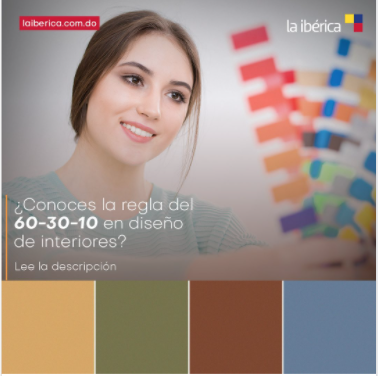 laiberica.com.do
la ibérica
¿Conoces la regla del
60-30-10 en diseño
de interiores?
Lee la descripción